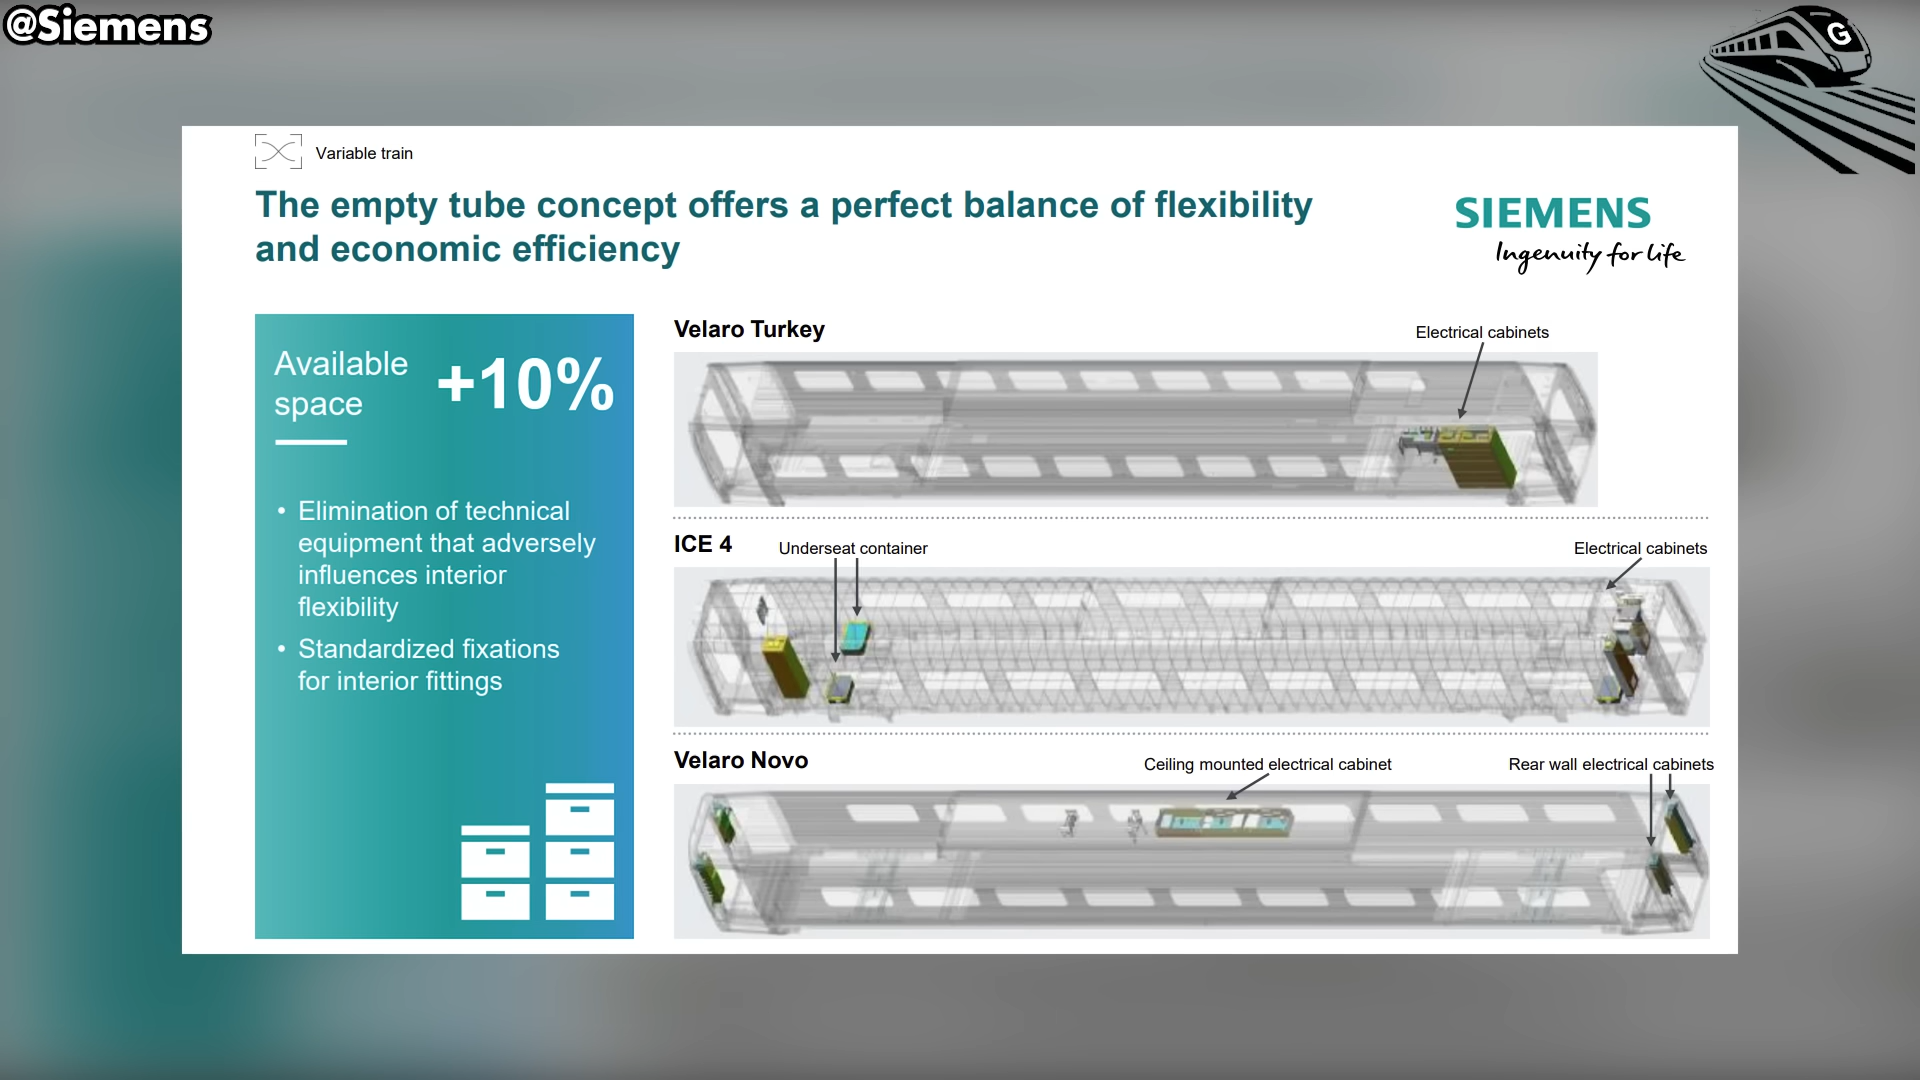 @Siemens
G
Variable train
The empty tube concept offers a perfect balance of flexibility
and economic efficiency
SIEMENS
Ingenuity for life
Available
space
+10%
• Elimination of technical
equipment that adversely
influences interior
flexibility
• Standardized fixations
for interior fittings
Velaro Turkey
Electrical cabinets
ICE 4
Underseat container
Electrical cabinets
Velaro Novo
Ceiling mounted electrical cabinet
Rear wall electrical cabinets